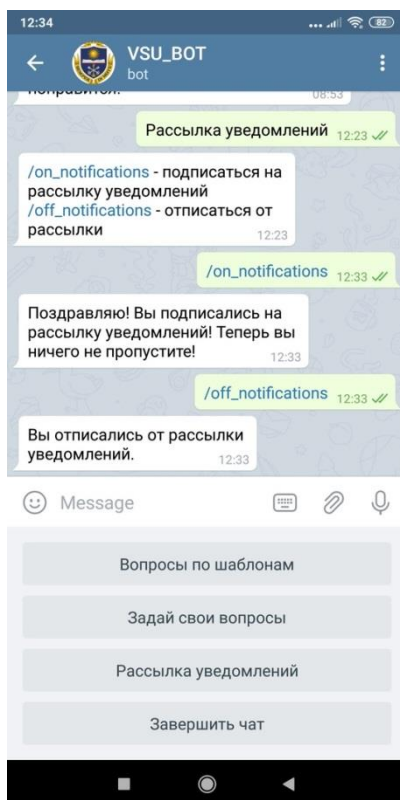 12:34
82
VSU_BOT
bot
понравится!
08:53
Рассылка уведомлений 12:23
/on_notifications - подписаться на
рассылку уведомлений
/off_notifications - отписаться от
рассылки
12:23
/on_notifications 12:33
Поздравляю! Вы подписались на
рассылку уведомлений! Теперь вы
ничего не пропустите!
12:33
/off_notifications 12:33
Вы отписались от рассылки
уведомлений.
12:33
Message
Вопросы по шаблонам
Задай свои вопросы
Рассылка уведомлений
Завершить чат